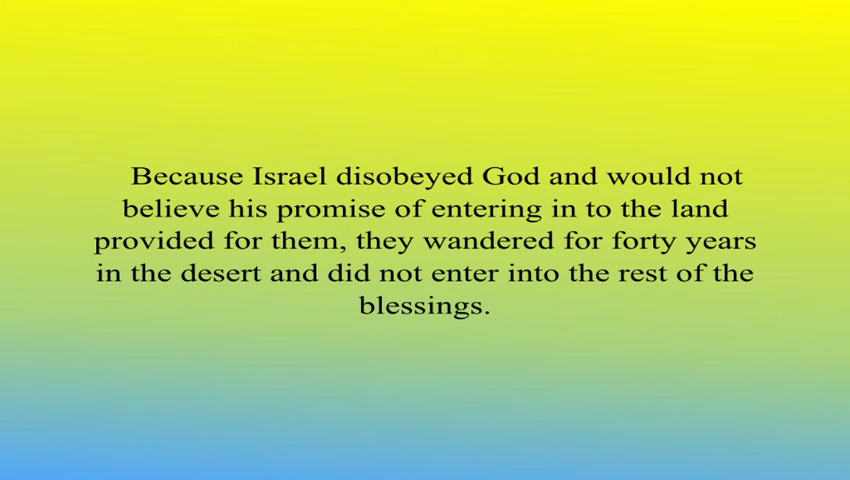 Because Israel disobeyed God and would not
believe his promise of entering in to the land
provided for them, they wandered for forty years
in the desert and did not enter into the rest of the
blessings.